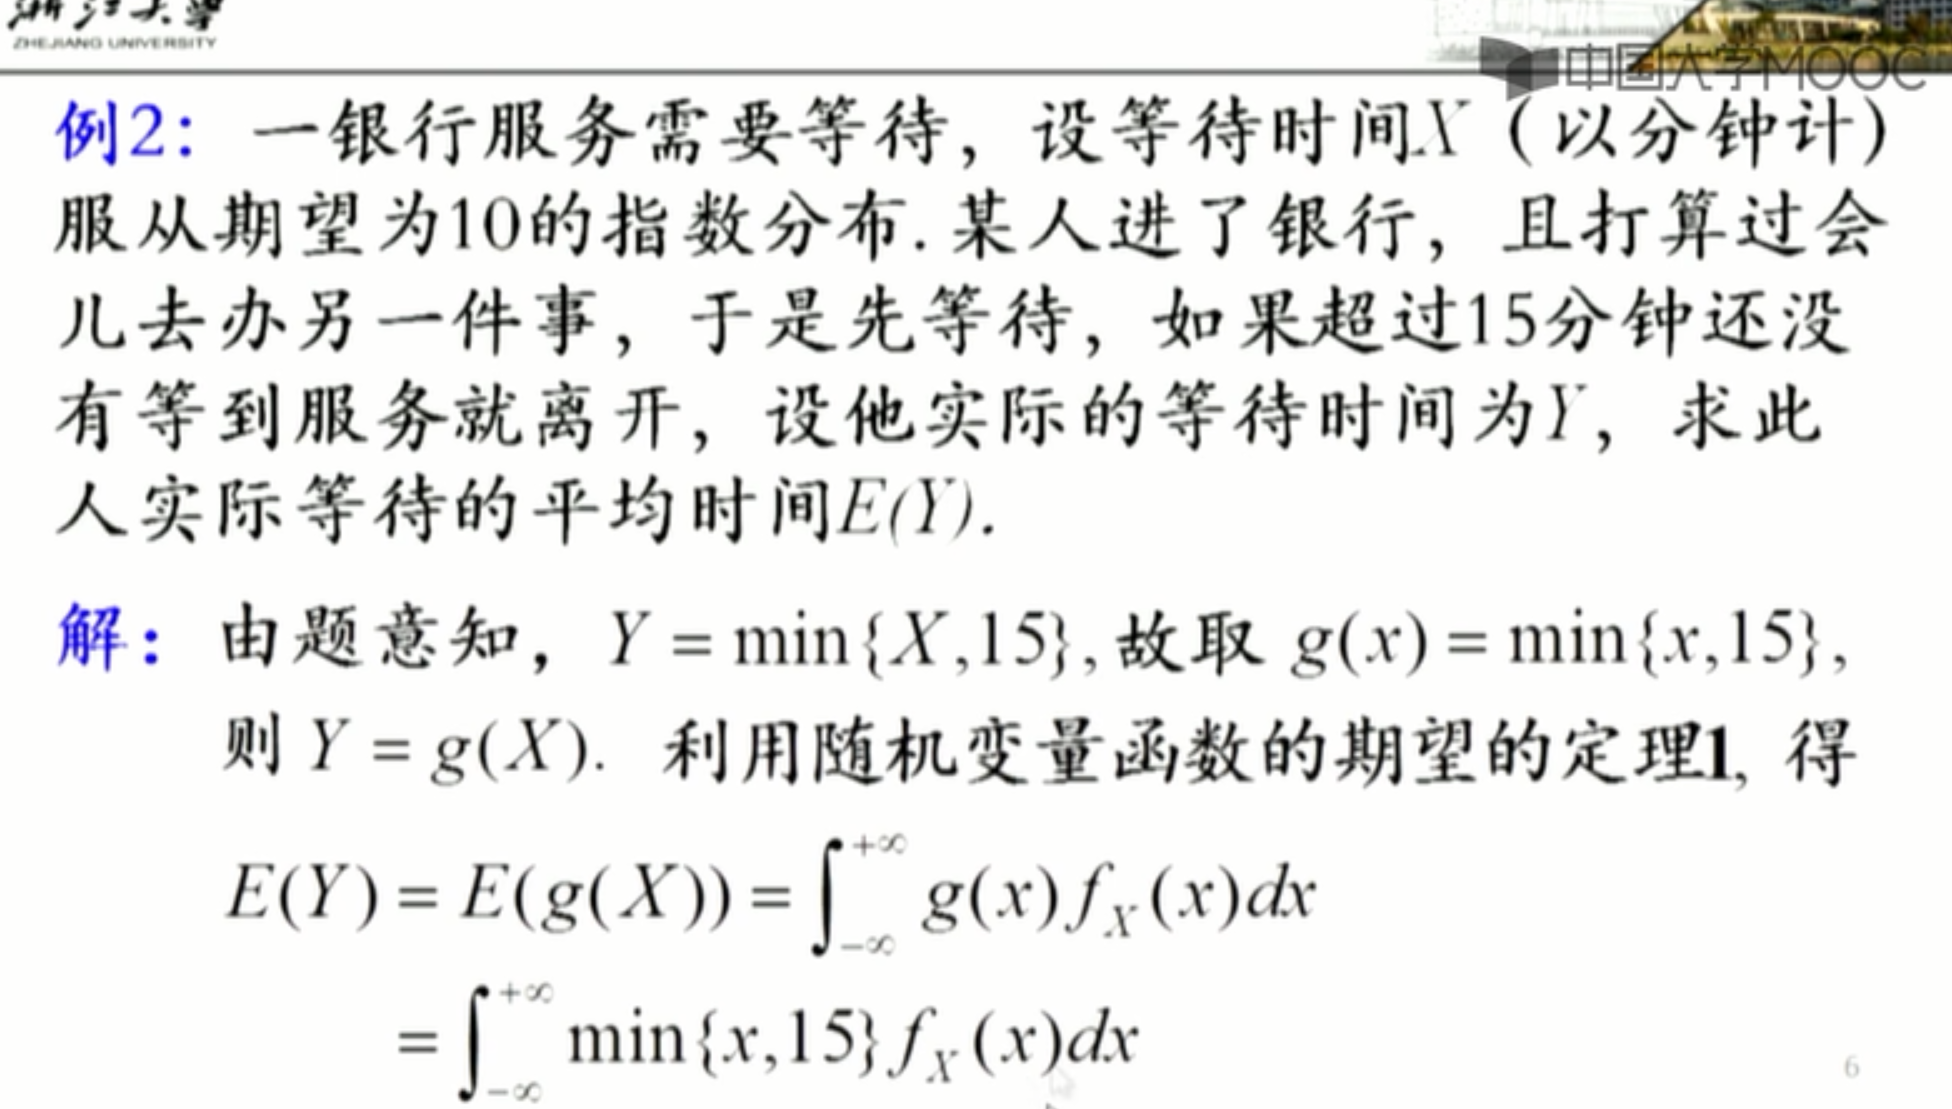 浙江大学
ZHEJIANG UNIVERSITY
中国大学MOOC
例2：一银行服务需要等待，设等待时间X（以分钟计）
服从期望为10的指数分布.某人进了银行，且打算过会
儿去办另一件事，于是先等待，如果超过15分钟还没
有等到服务就离开，设他实际的等待时间为Y，求此
人实际等待的平均时间E(Y).
解：由题意知，Y = min{X,15},故取 g(x) = min{x,15},
则 Y = g(X). 利用随机变量函数的期望的定理1, 得
E(Y) = E(g(X)) = ∫_{-∞}^{+∞} g(x) f_X(x)dx
= ∫_{-∞}^{+∞} min{x,15} f_X(x)dx
6